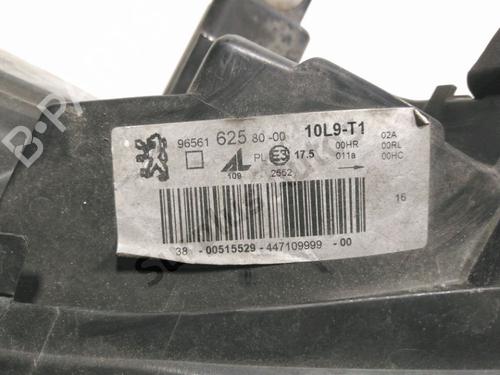 96561 625 80-00 10L9-T1 02A
PL E3 17.5 00HR 00RL
011a 00HC
109 2552
16
38 - 00515529 - 447109999 - 00